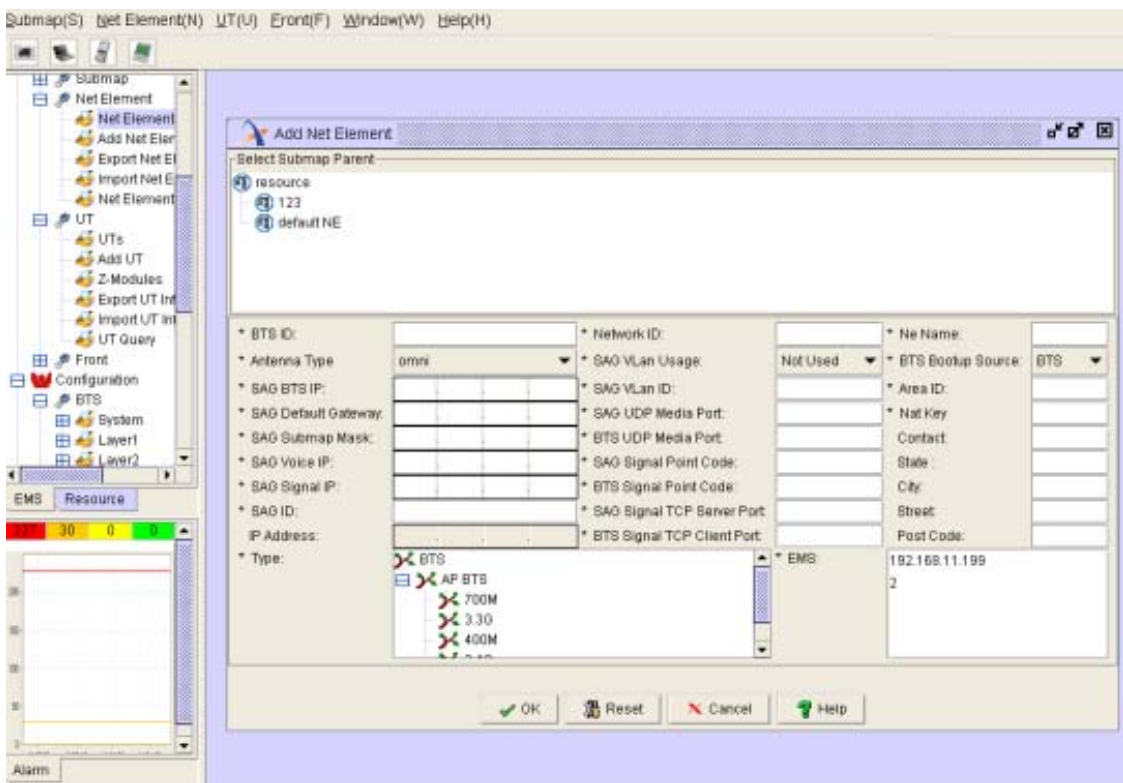 Submap(S) Net Element(N) UT(U) Front(F) Window(W) Help(H)
Submap
Net Element
Net Element
Add Net Eler
Export Net El
Import Net E
Net Element
UT
UTs
Add UT
Z-Modules
Export UT Inf
Import UT Inf
UT Query
Front
Configuration
BTS
System
Layer1
Layer2
EMS Resource
30 0 0
Alarm
Add Net Element
Select Submap Parent
resource
123
default NE
* BTS ID: * Network ID: * Ne Name:
* Antenna Type omni * SAG VLan Usage: Not Used * BTS Bootup Source: BTS
* SAG BTS IP: * SAG VLan ID: * Area ID:
* SAG Default Gateway: * SAG UDP Media Port: * Nat Key
* SAG Submap Mask: * BTS UDP Media Port: Contact:
* SAG Voice IP: * SAG Signal Point Code: State :
* SAG Signal IP: * BTS Signal Point Code: City:
* SAG ID: * SAG Signal TCP Server Port: Street:
IP Address: * BTS Signal TCP Client Port: Post Code:
* Type: BTS * EMS: 192.168.11.199
AP BTS 2
700M
3.3G
400M
OK Reset Cancel Help